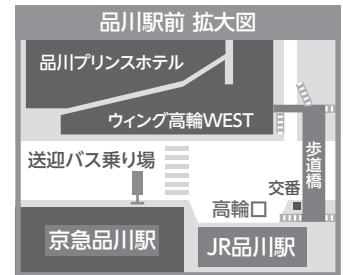 品川駅前 拡大図
品川プリンスホテル
ウィング高輪WEST
送迎バス乗り場
歩道橋
交番
高輪口
京急品川駅
JR品川駅